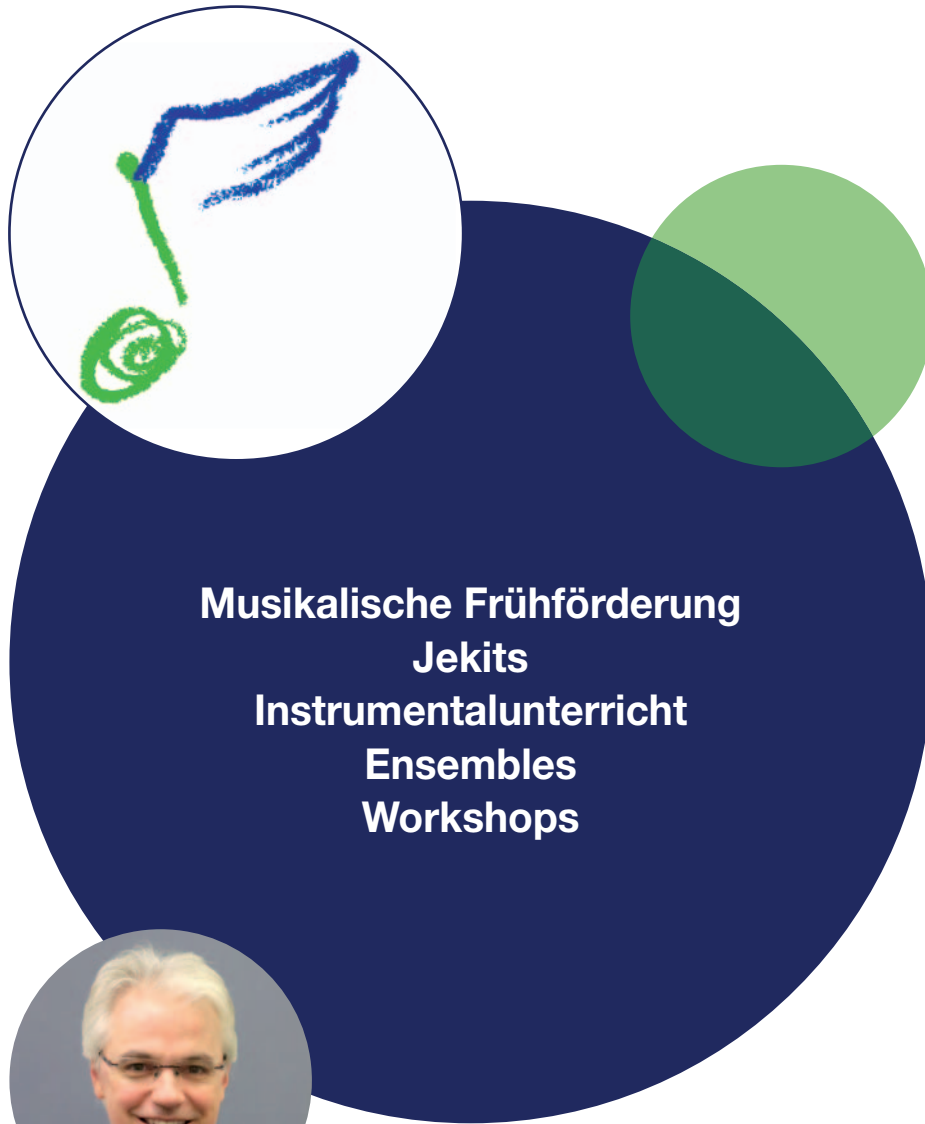 Musikalische Frühförderung
Jekits
Instrumentalunterricht
Ensembles
Workshops